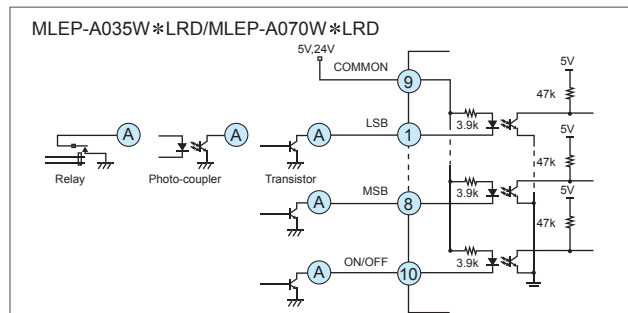 MLEP-A035W＊LRD/MLEP-A070W＊LRD
5V,24V
COMMON
9
5V
47k
A
A
A
LSB
1
3.9k
5V
Relay
Photo-coupler
Transistor
47k
A
MSB
8
3.9k
5V
47k
A
ON/OFF
10
3.9k